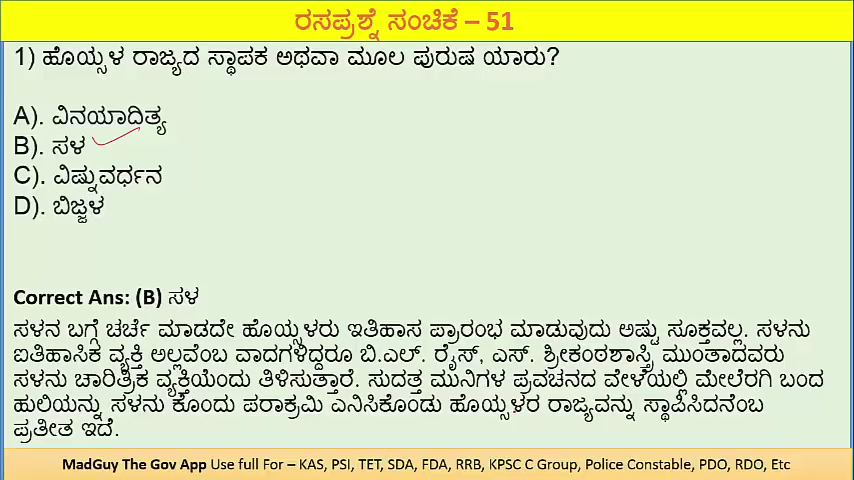 ರಸಪ್ರಶ್ನೆ ಸಂಚಿಕೆ – 51
1) ಹೊಯ್ಸಳ ರಾಜ್ಯದ ಸ್ಥಾಪಕ ಅಥವಾ ಮೂಲ ಪುರುಷ ಯಾರು?
A). ವಿನಯಾದಿತ್ಯ
B). ಸಳ
C). ವಿಷ್ನುವರ್ಧನ
D). ಬಿಜ್ಜಳ
Correct Ans: (B) ಸಳ
ಸಳನ ಬಗ್ಗೆ ಚರ್ಚೆ ಮಾಡದೇ ಹೊಯ್ಸಳರು ಇತಿಹಾಸ ಪ್ರಾರಂಭ ಮಾಡುವುದು ಅಷ್ಟು ಸೂಕ್ತವಲ್ಲ. ಸಳನು
ಐತಿಹಾಸಿಕ ವ್ಯಕ್ತಿ ಅಲ್ಲವೆಂಬ ವಾದಗಳಿದ್ದರೂ ಬಿ.ಎಲ್. ರೈಸ್, ಎಸ್. ಶ್ರೀಕಂಠಶಾಸ್ತ್ರಿ ಮುಂತಾದವರು
ಸಳನು ಚಾರಿತ್ರಿಕ ವ್ಯಕ್ತಿಯೆಂದು ತಿಳಿಸುತ್ತಾರೆ. ಸುದತ್ತ ಮುನಿಗಳ ಪ್ರವಚನದ ವೇಳೆಯಲ್ಲಿ ಮೇಲೆರಗಿ ಬಂದ
ಹುಲಿಯನ್ನು ಸಳನು ಕೊಂದು ಪರಾಕ್ರಮಿ ಎನಿಸಿಕೊಂಡು ಹೊಯ್ಸಳರ ರಾಜ್ಯವನ್ನು ಸ್ಥಾಪಿಸಿದನೆಂಬ
ಪ್ರತೀತ ಇದೆ.
MadGuy The Gov App Use full For – KAS, PSI, TET, SDA, FDA, RRB, KPSC C Group, Police Constable, PDO, RDO, Etc